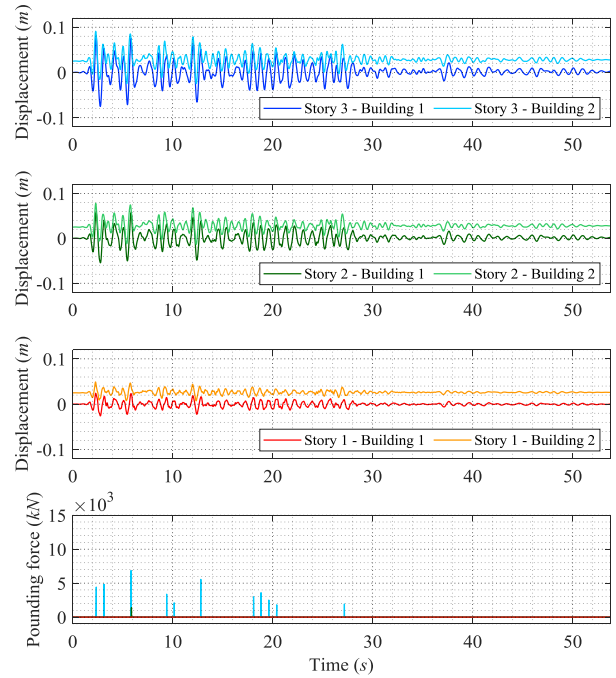 0.1
0
-0.1
Displacement (m)
Story 3 - Building 1 Story 3 - Building 2
0 10 20 30 40 50
0.1
0
-0.1
Displacement (m)
Story 2 - Building 1 Story 2 - Building 2
0 10 20 30 40 50
0.1
0
-0.1
Displacement (m)
Story 1 - Building 1 Story 1 - Building 2
0 10 20 30 40 50
×10³
15
10
5
0
Pounding force (kN)
0 10 20 30 40 50
Time (s)